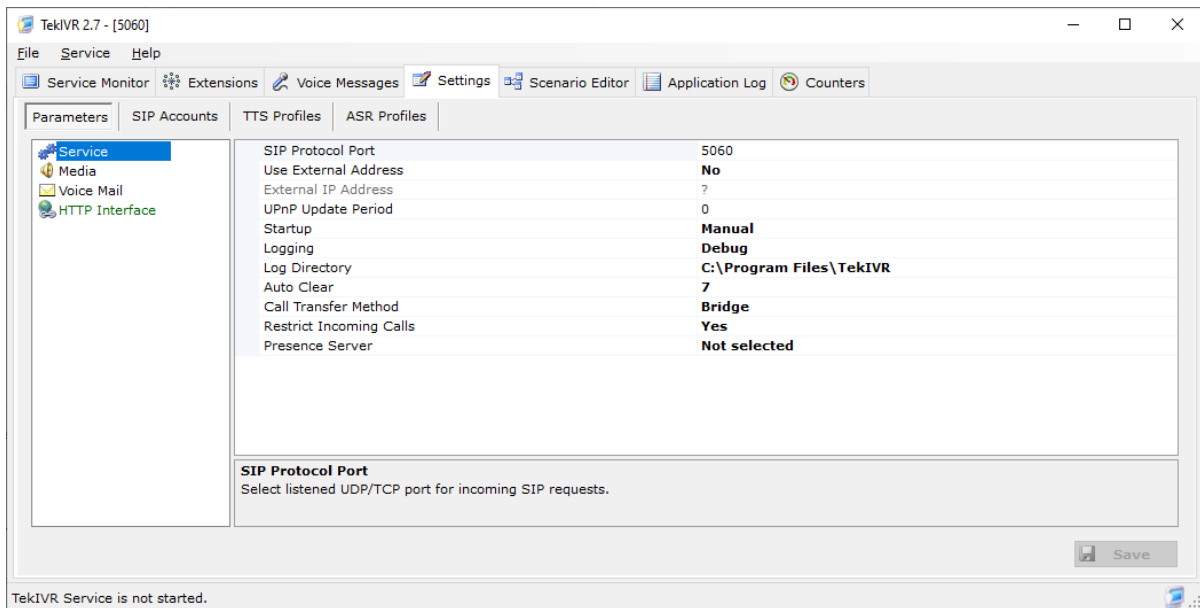 TekIVR 2.7 - [5060]
File Service Help
Service Monitor Extensions Voice Messages Settings Scenario Editor Application Log Counters
Parameters SIP Accounts TTS Profiles ASR Profiles
Service
Media
Voice Mail
HTTP Interface
SIP Protocol Port 5060
Use External Address No
External IP Address ?
UPnP Update Period 0
Startup Manual
Logging Debug
Log Directory C:\Program Files\TekIVR
Auto Clear 7
Call Transfer Method Bridge
Restrict Incoming Calls Yes
Presence Server Not selected
SIP Protocol Port
Select listened UDP/TCP port for incoming SIP requests.
Save
TekIVR Service is not started.